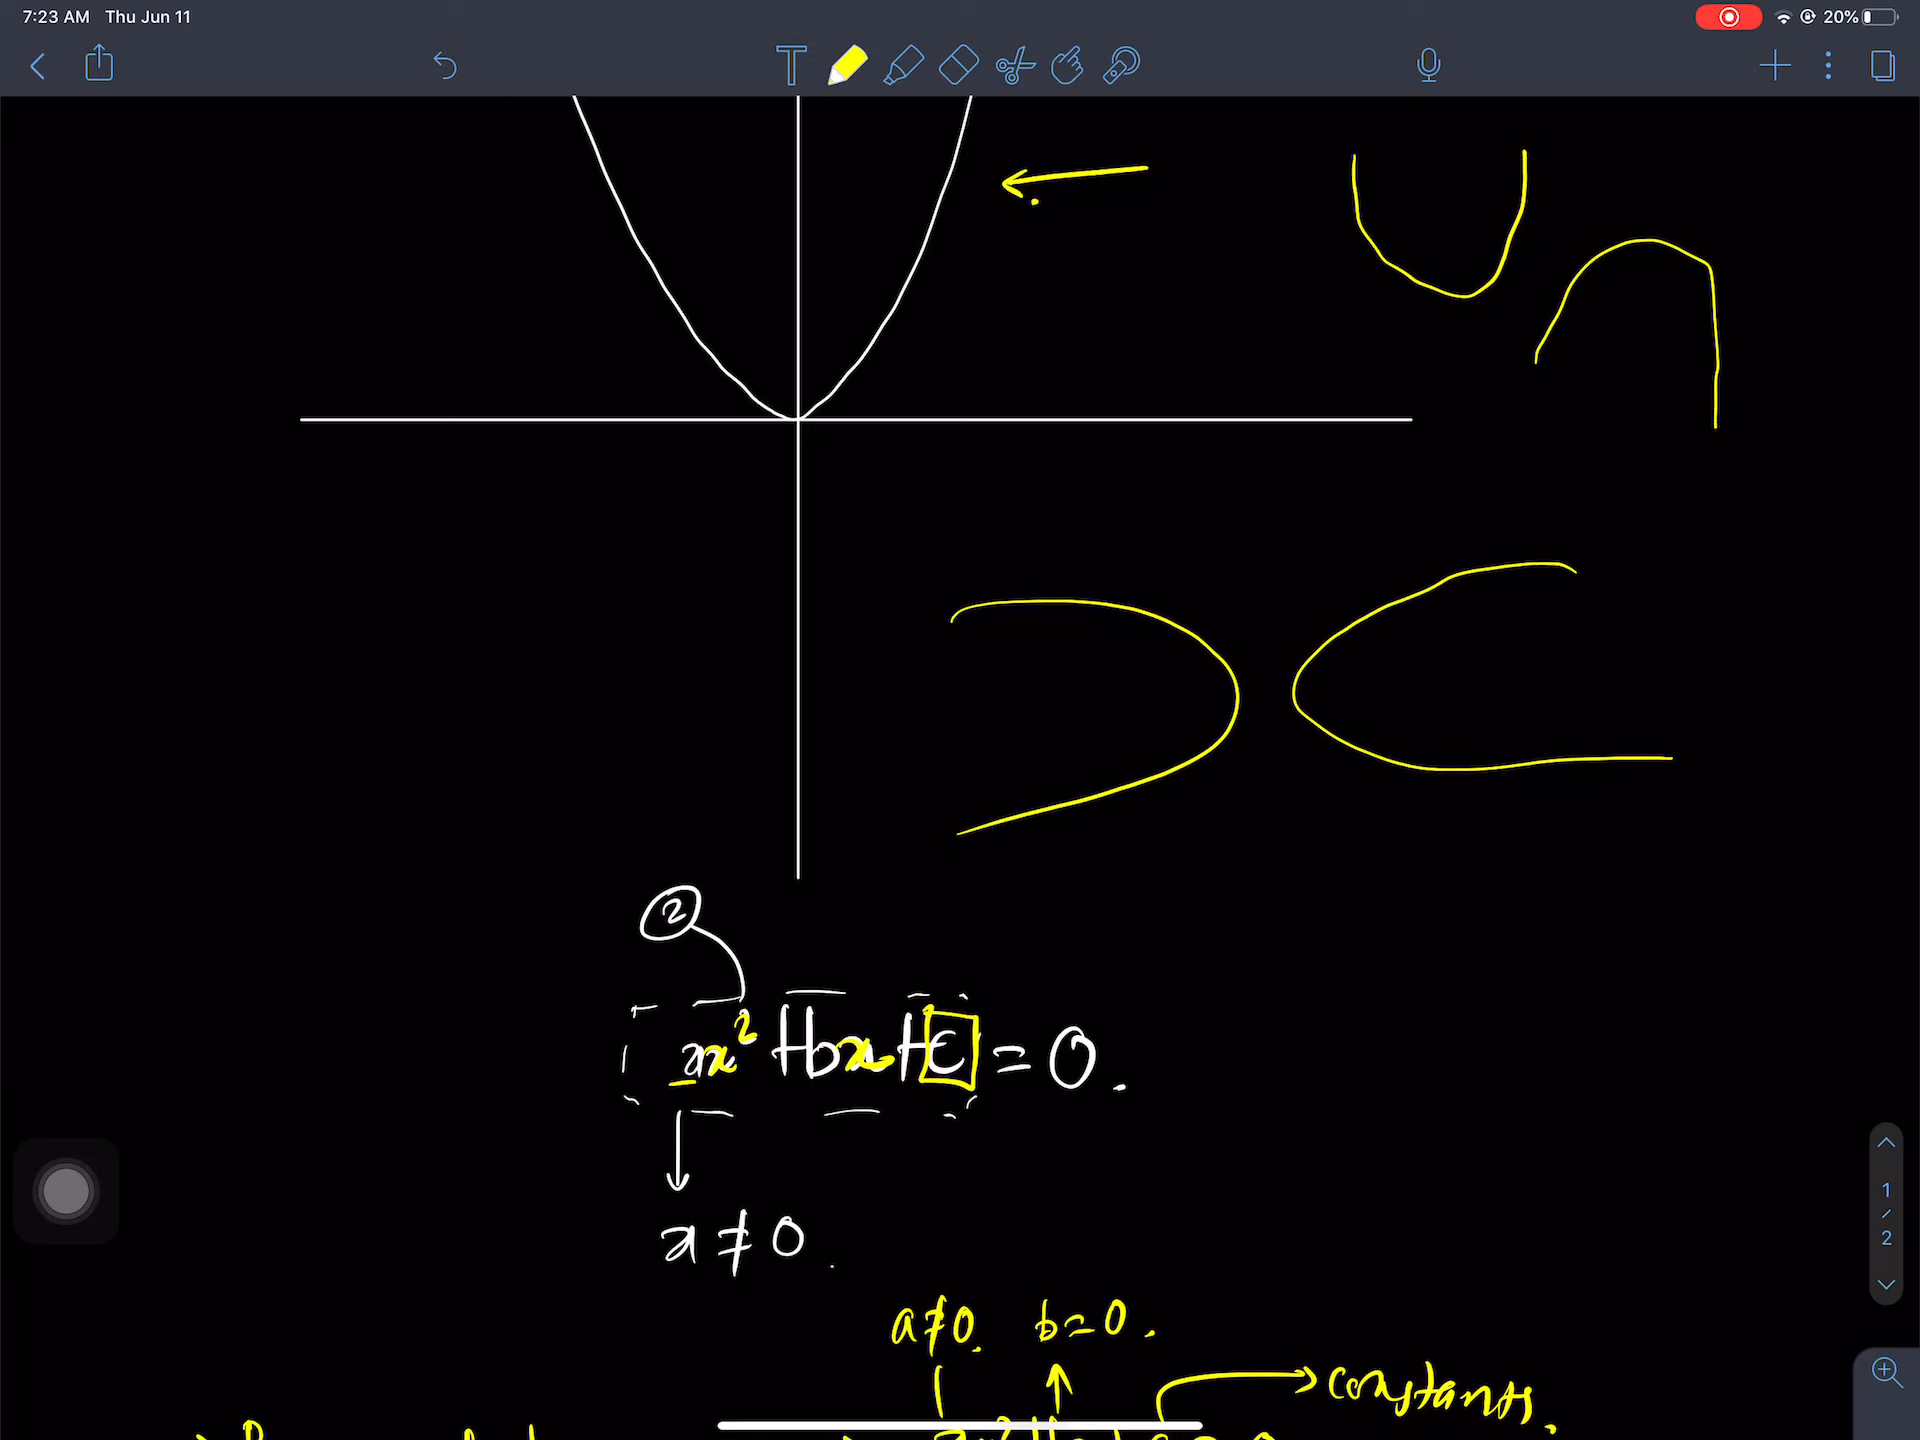 7:23 AM Thu Jun 11
20%
T
2
ax² + bx + c = 0.
a ≠ 0.
1
/
2
a ≠ 0. b = 0.
constants.